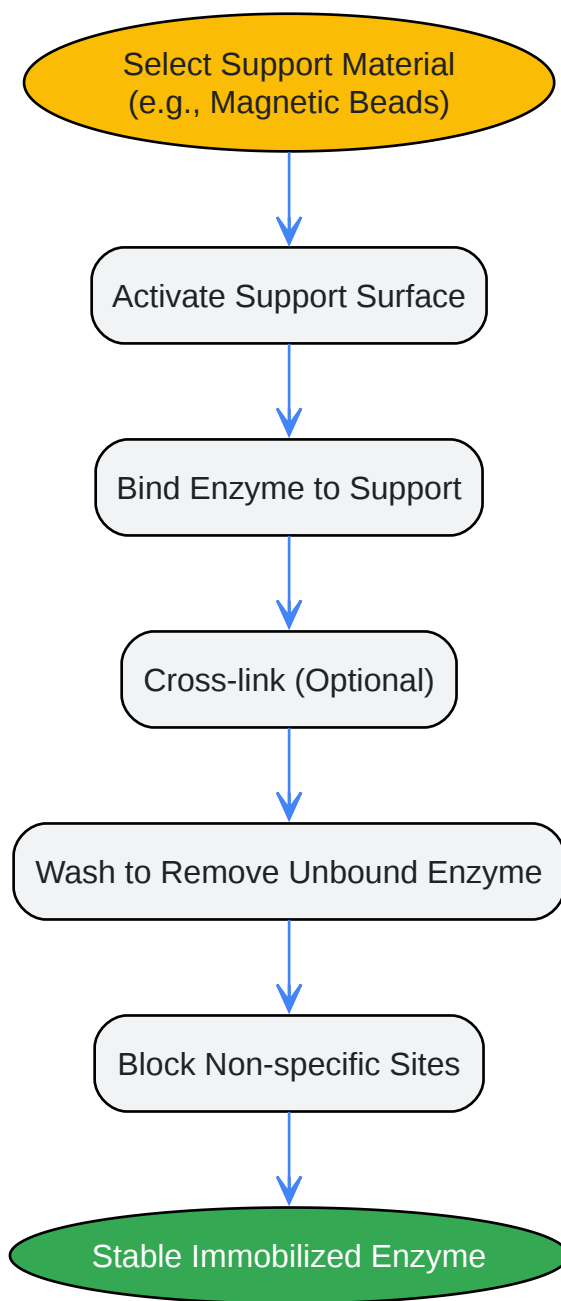 Select Support Material
(e.g., Magnetic Beads)
Activate Support Surface
Bind Enzyme to Support
Cross-link (Optional)
Wash to Remove Unbound Enzyme
Block Non-specific Sites
Stable Immobilized Enzyme